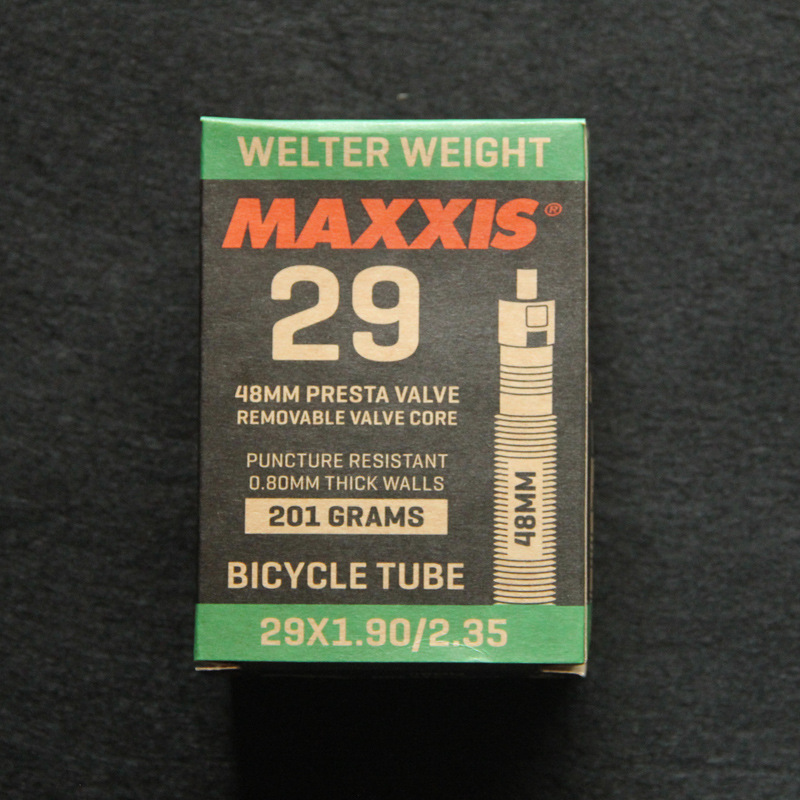 WELTER WEIGHT
MAXXIS®
29
48MM PRESTA VALVE
REMOVABLE VALVE CORE
PUNCTURE RESISTANT
0.80MM THICK WALLS
201 GRAMS
48MM
BICYCLE TUBE
29X1.90/2.35